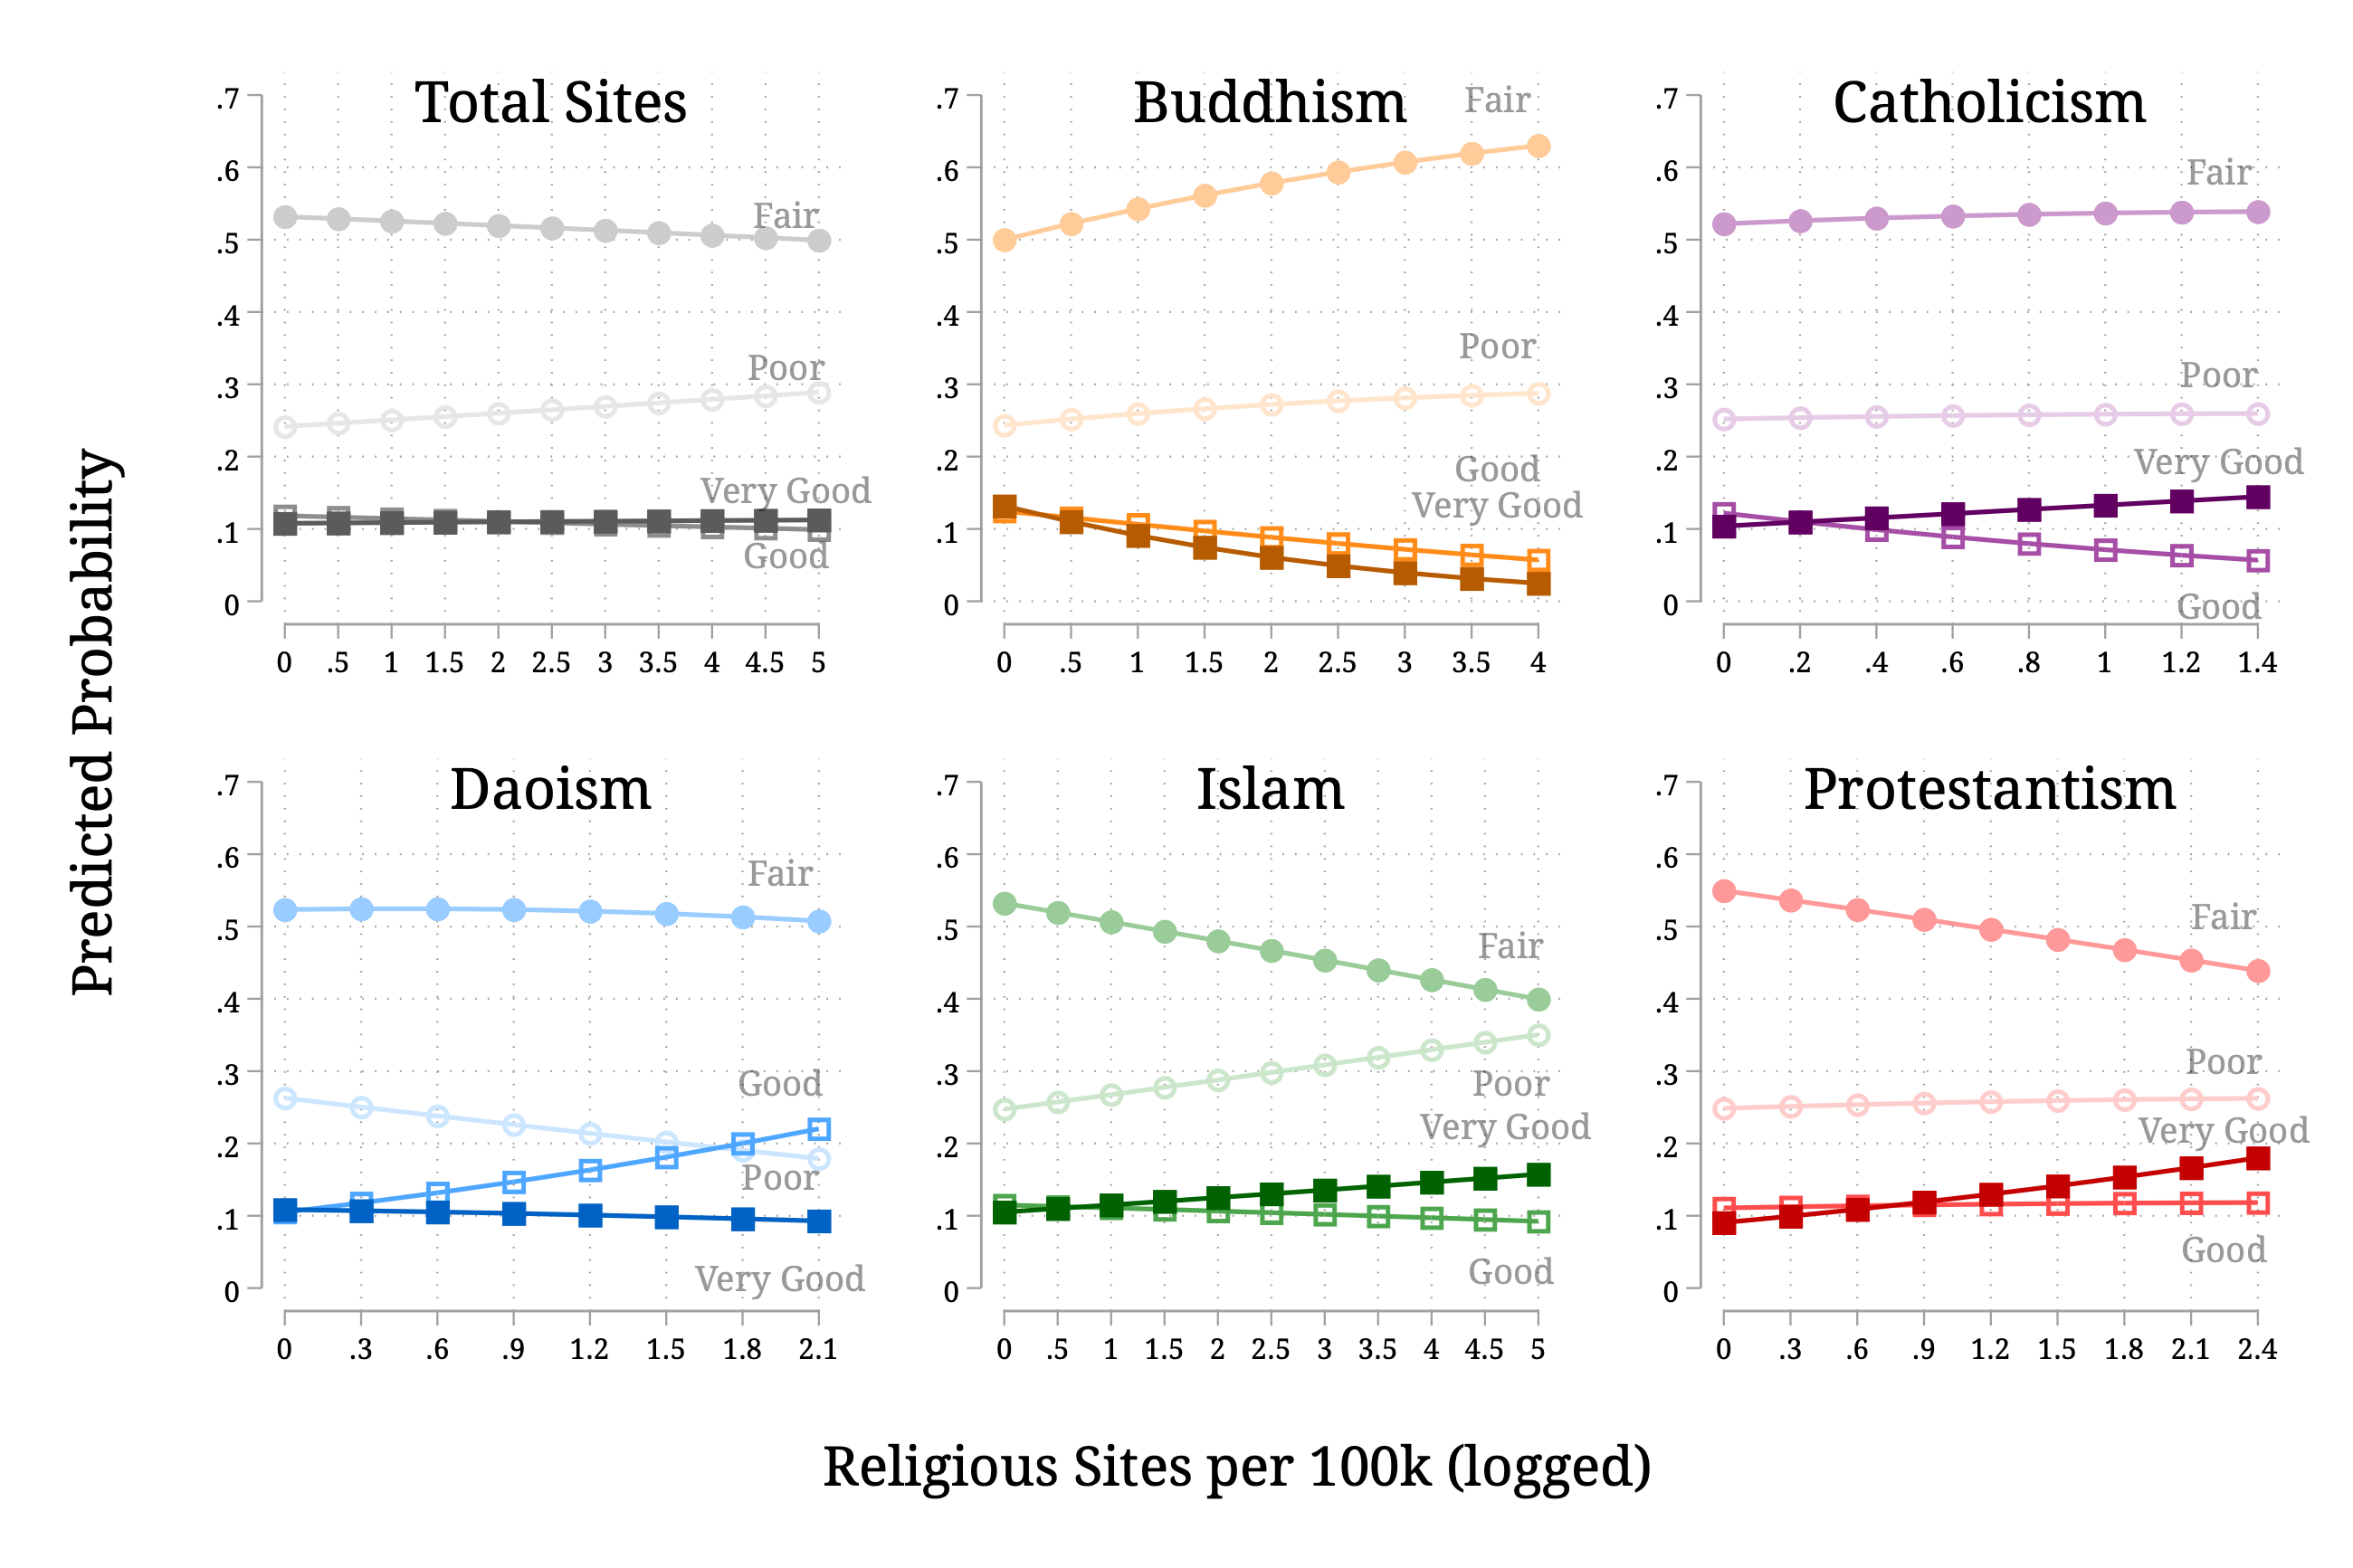 Total Sites
Buddhism
Catholicism
.7
.6
.5
.4
.3
.2
.1
0
Fair
Poor
Very Good
Good
0 .5 1 1.5 2 2.5 3 3.5 4 4.5 5
.7
.6
.5
.4
.3
.2
.1
0
Fair
Poor
Good
Very Good
0 .5 1 1.5 2 2.5 3 3.5 4
.7
.6
.5
.4
.3
.2
.1
0
Fair
Poor
Very Good
Good
0 .2 .4 .6 .8 1 1.2 1.4
Predicted Probability
Daoism
Islam
Protestantism
.7
.6
.5
.4
.3
.2
.1
0
Fair
Good
Poor
Very Good
0 .3 .6 .9 1.2 1.5 1.8 2.1
.7
.6
.5
.4
.3
.2
.1
0
Fair
Poor
Very Good
Good
0 .5 1 1.5 2 2.5 3 3.5 4 4.5 5
.7
.6
.5
.4
.3
.2
.1
0
Fair
Poor
Very Good
Good
0 .3 .6 .9 1.2 1.5 1.8 2.1 2.4
Religious Sites per 100k (logged)